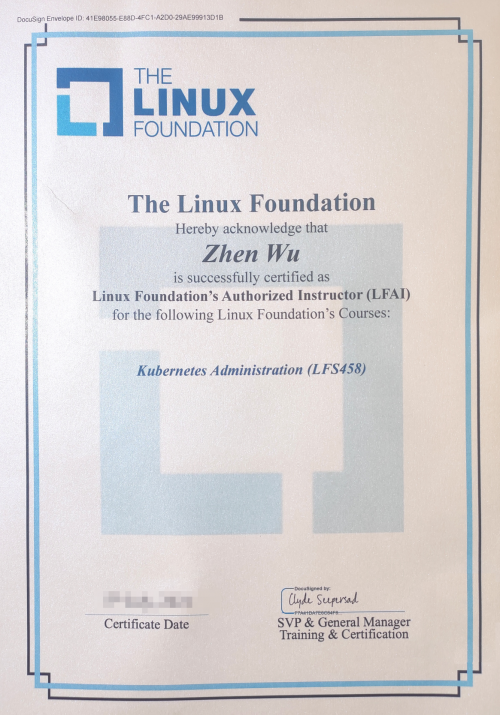 DocuSign Envelope ID: 41E98055-E88D-4FC1-A2D0-29AE99913D1B
THE
LINUX
FOUNDATION
The Linux Foundation
Hereby acknowledge that
Zhen Wu
is successfully certified as
Linux Foundation's Authorized Instructor (LFAI)
for the following Linux Foundation's Courses:
Kubernetes Administration (LFS458)
Certificate Date
DocuSigned by:
Clyde Seepersad
SVP & General Manager
Training & Certification